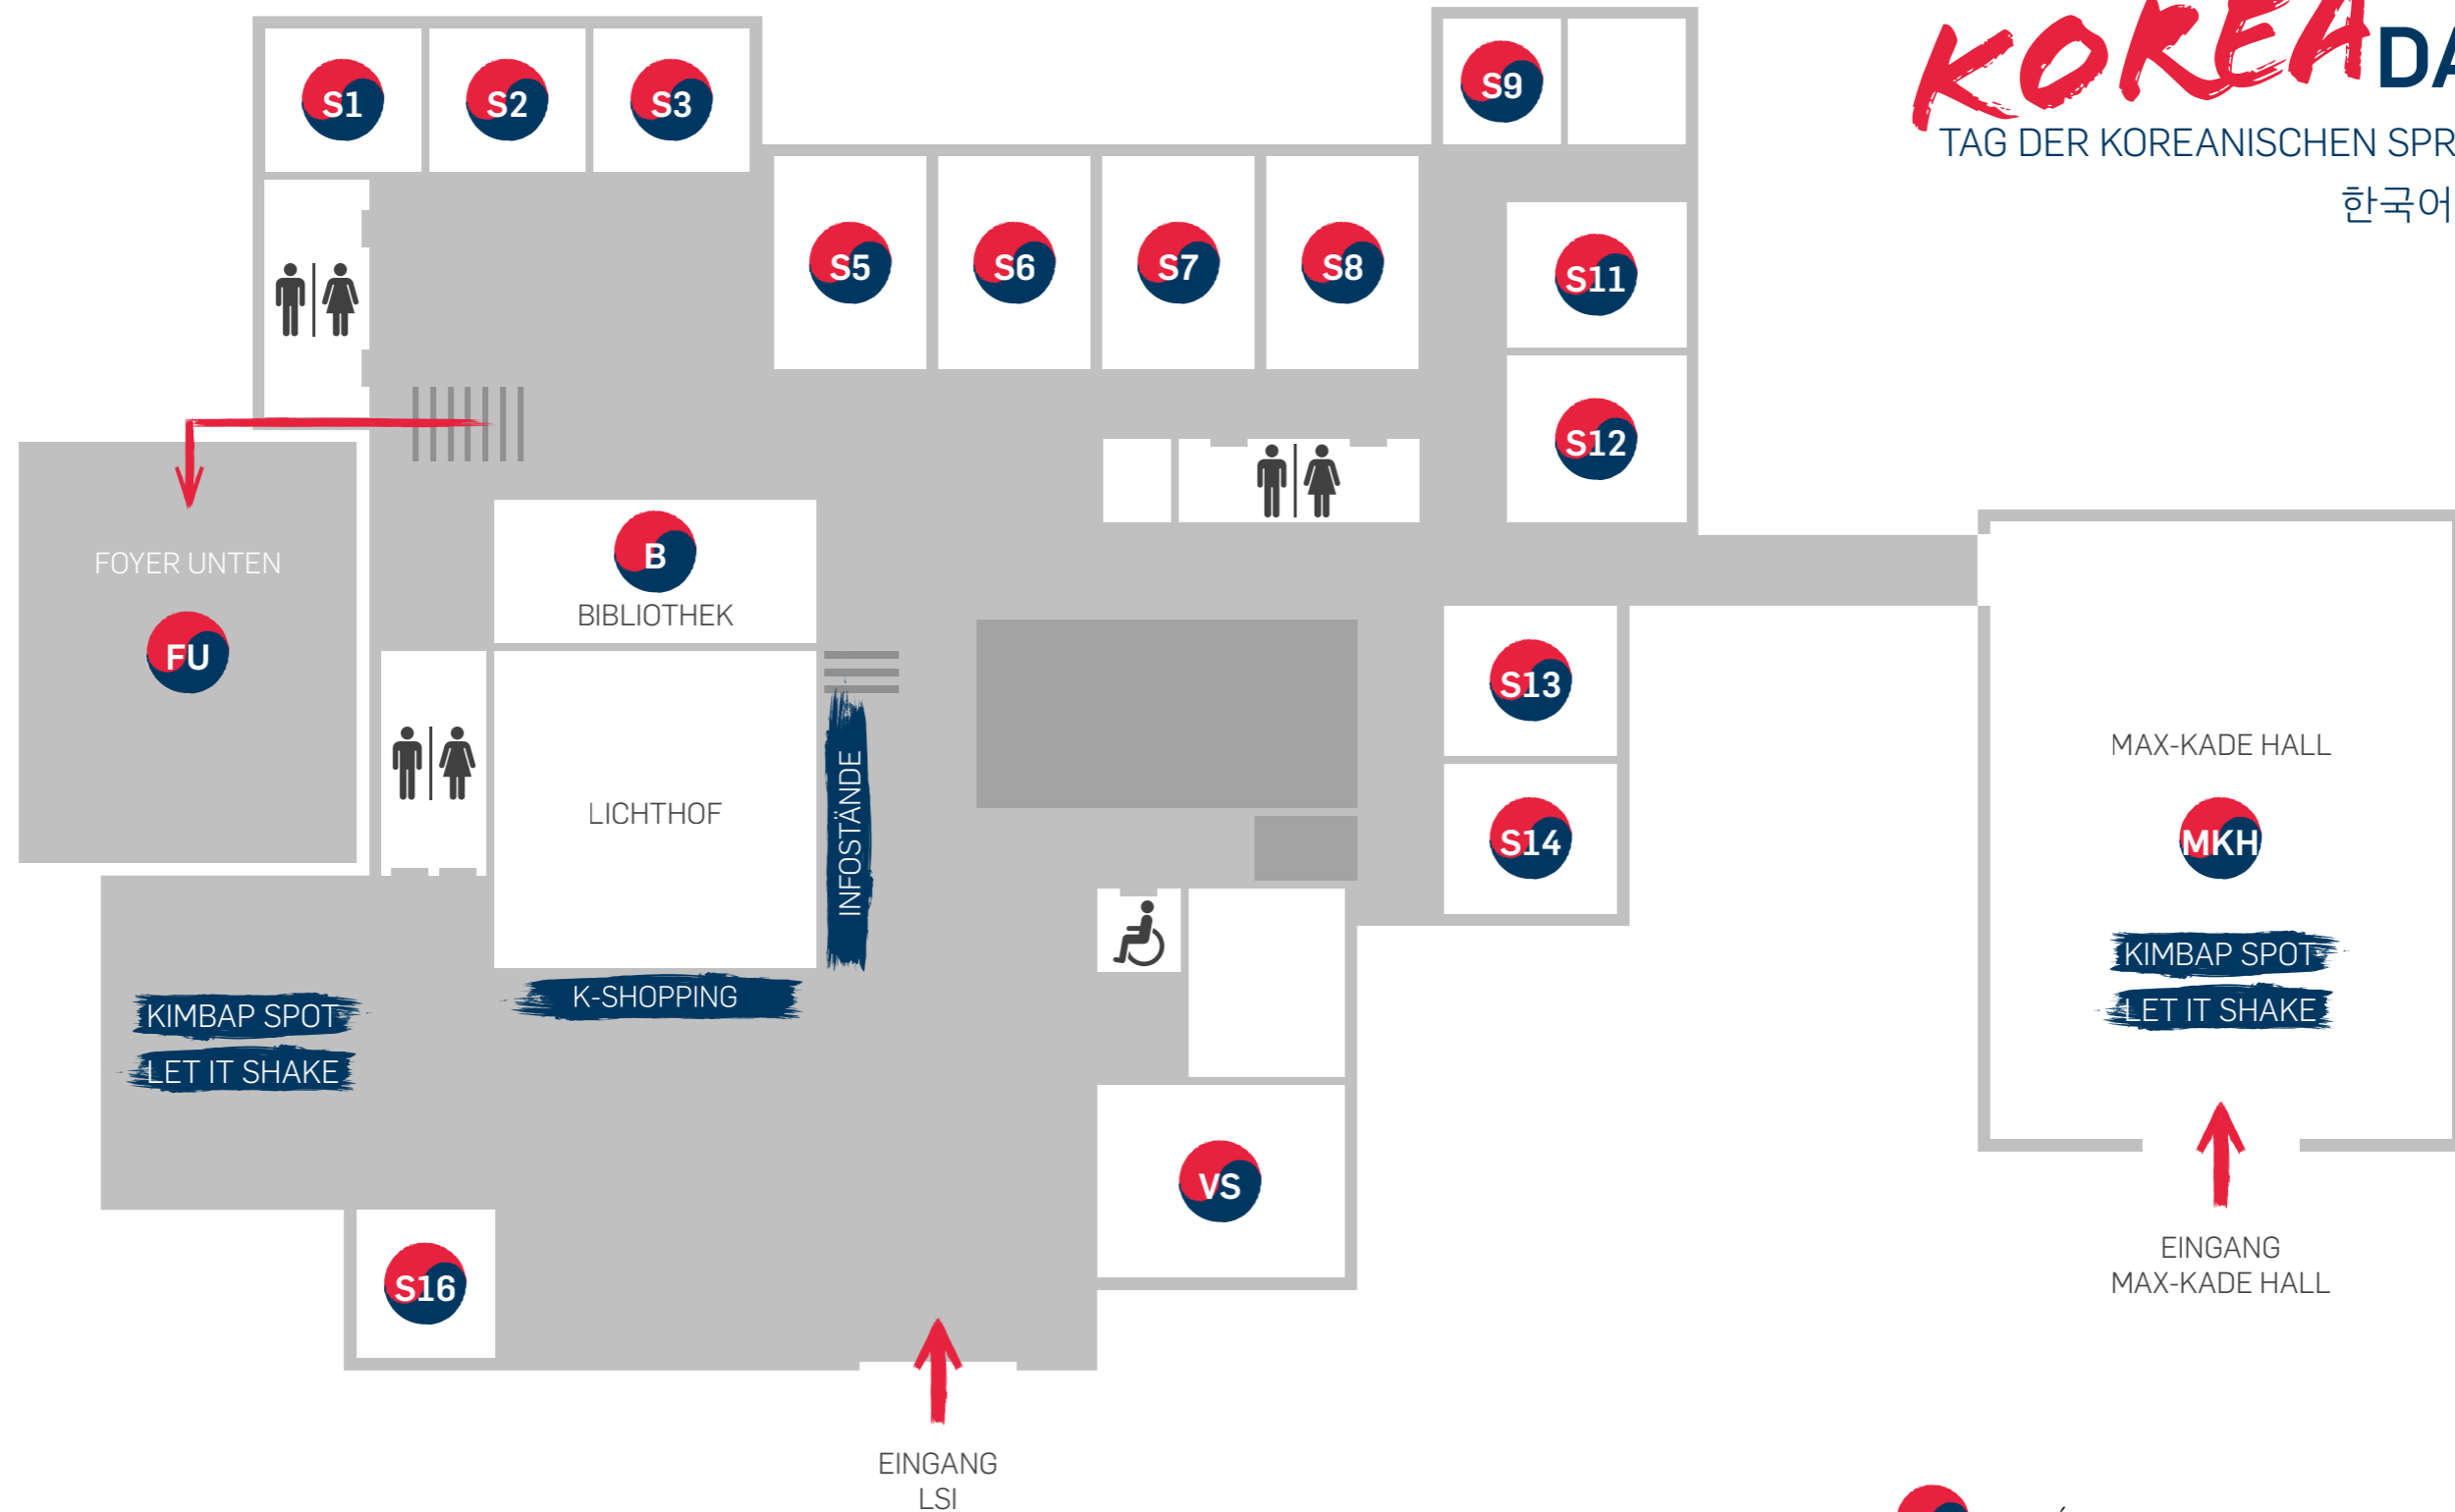 KOREA
TAG DER KOREANISCHEN
한국어
S1
S2
S3
S9
S5
S6
S7
S8
S11
S12
FOYER UNTEN
FU
B
BIBLIOTHEK
LICHTHOF
INFOSTÄNDE
S13
S14
MAX-KADE HALL
MKH
KIMBAP SPOT
LET IT SHAKE
K-SHOPPING
KIMBAP SPOT
LET IT SHAKE
VS
S16
EINGANG
MAX-KADE HALL
EINGANG
LSI